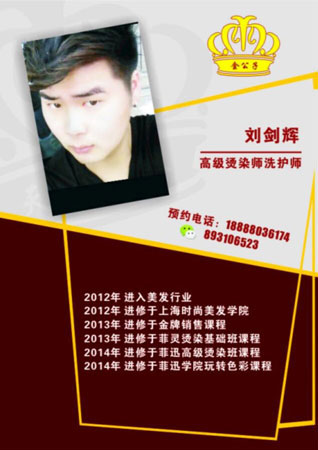 金公子
刘剑辉
高级烫染师洗护师
预约电话：18888036174
893106523
2012年 进入美发行业
2012年 进修于上海时尚美发学院
2013年 进修于金牌销售课程
2013年 进修于菲灵烫染基础班课程
2014年 进修于菲迅高级烫染班课程
2014年 进修于菲迅学院玩转色彩课程